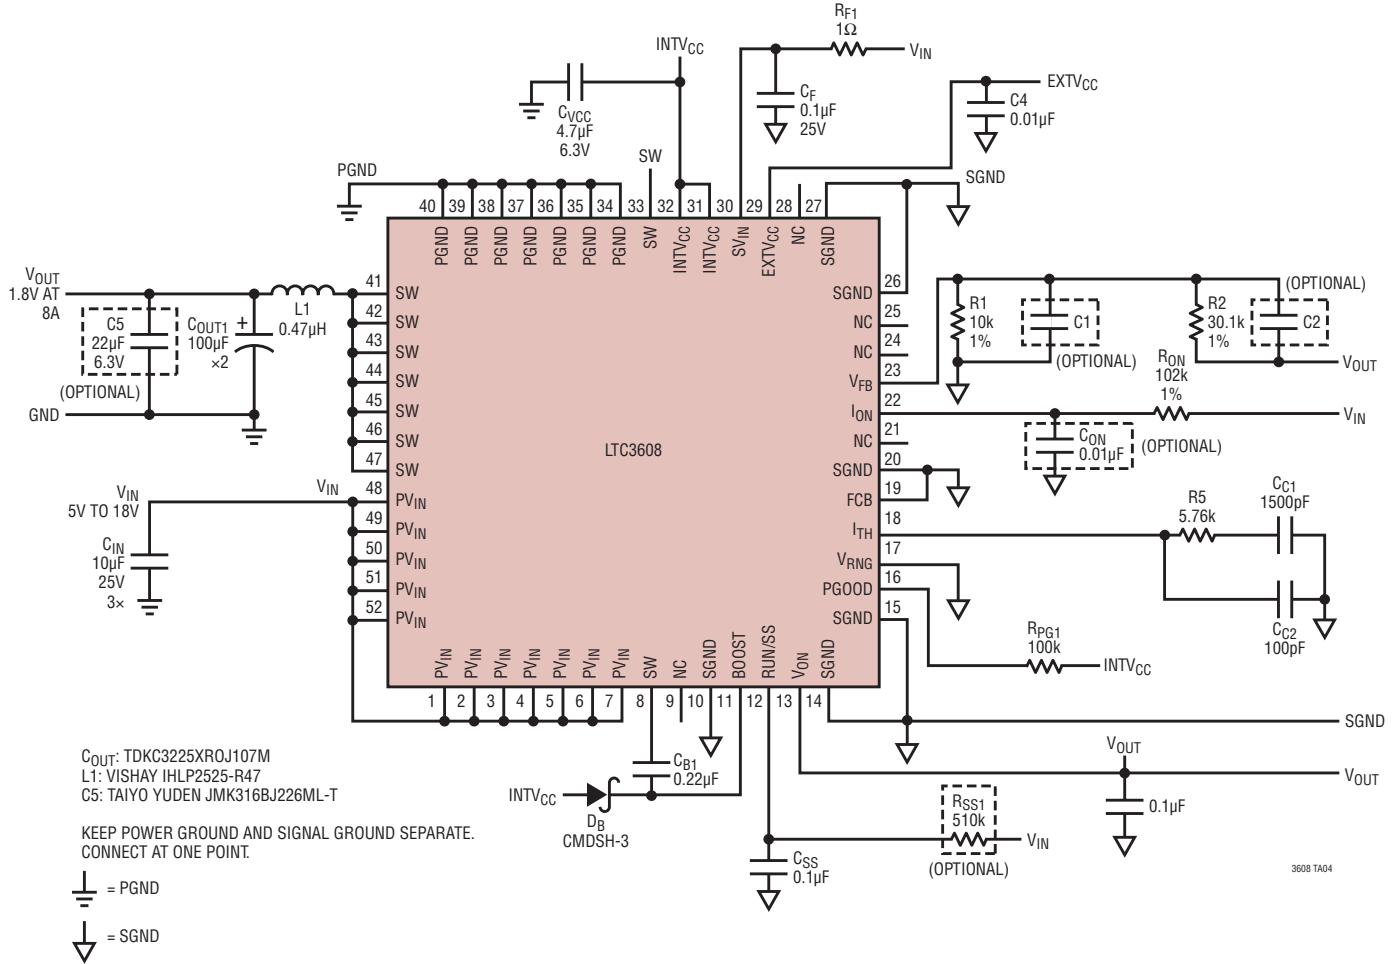 RF1
1Ω
VIN
INTVCC
CVCC
4.7µF
6.3V
CF
0.1µF
25V
EXTVCC
C4
0.01µF
SW
PGND
SGND
40 39 38 37 36 35 34 33 32 31 30 29 28 27
PGND PGND PGND PGND PGND PGND PGND SW INTVCC INTVCC SVIN EXTVCC NC SGND
VOUT
1.8V AT
8A
C5
22µF
6.3V
(OPTIONAL)
COUT1
100µF
×2
+
L1
0.47µH
GND
41 SW
42 SW
43 SW
44 SW
45 SW
46 SW
47 SW
48 PVIN
49 PVIN
50 PVIN
51 PVIN
52 PVIN
VIN
VIN
5V TO 18V
CIN
10µF
25V
3×
LTC3608
SGND 26
NC 25
NC 24
VFB 23
ION 22
NC 21
SGND 20
FCB 19
ITH 18
VRNG 17
PGOOD 16
SGND 15
R1
10k
1%
C1
(OPTIONAL)
R2
30.1k
1%
(OPTIONAL)
C2
VOUT
RON
102k
1%
VIN
CON
0.01µF
(OPTIONAL)
R5
5.76k
CC1
1500pF
CC2
100pF
RPG1
100k
INTVCC
PVIN PVIN PVIN PVIN PVIN PVIN PVIN SW NC SGND BOOST RUN/SS VON SGND
1 2 3 4 5 6 7 8 9 10 11 12 13 14
SGND
VOUT
VOUT
0.1µF
CB1
0.22µF
INTVCC
DB
CMDSH-3
RSS1
510k
(OPTIONAL)
VIN
CSS
0.1µF
COUT: TDKC3225XROJ107M
L1: VISHAY IHLP2525-R47
C5: TAIYO YUDEN JMK316BJ226ML-T
KEEP POWER GROUND AND SIGNAL GROUND SEPARATE.
CONNECT AT ONE POINT.
= PGND
= SGND
3608 TA04